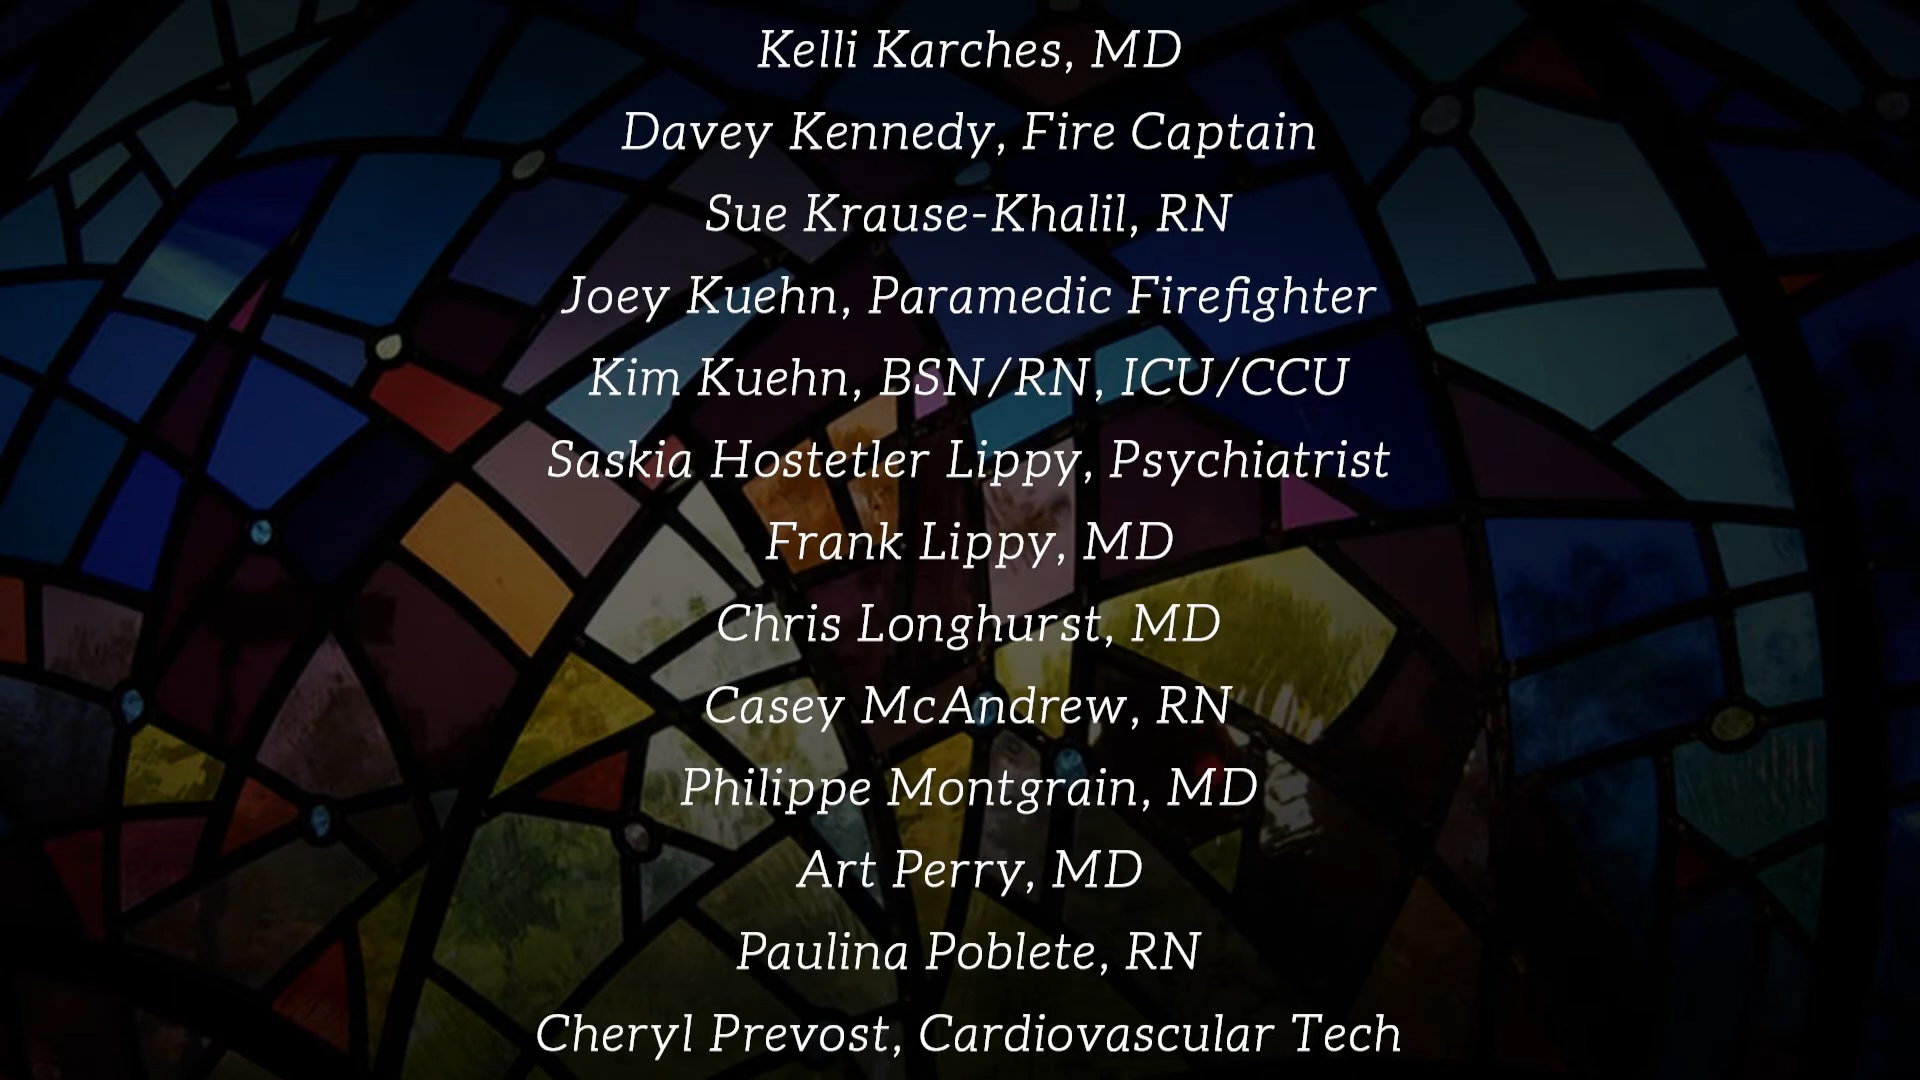 Kelli Karches, MD
Davey Kennedy, Fire Captain
Sue Krause-Khalil, RN
Joey Kuehn, Paramedic Firefighter
Kim Kuehn, BSN/RN, ICU/CCU
Saskia Hostetler Lippy, Psychiatrist
Frank Lippy, MD
Chris Longhurst, MD
Casey McAndrew, RN
Philippe Montgrain, MD
Art Perry, MD
Paulina Poblete, RN
Cheryl Prevost, Cardiovascular Tech